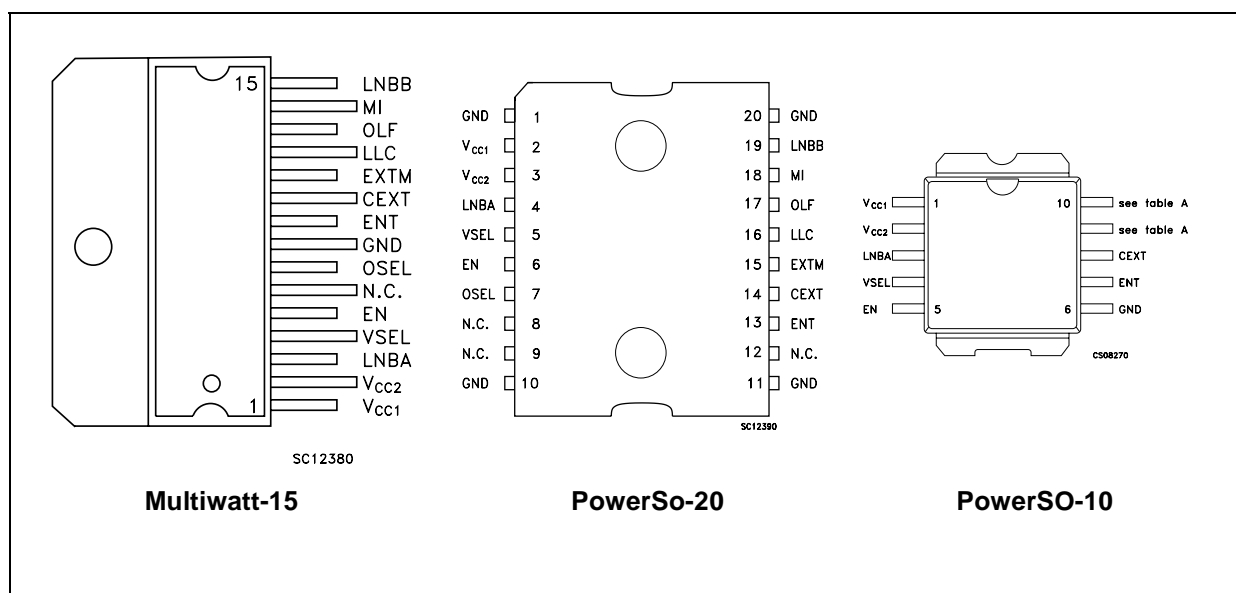 15 LNBB
MI
OLF
LLC
EXTM
CEXT
ENT
GND
OSEL
N.C.
EN
VSEL
LNBA
VCC2
1 VCC1
SC12380
Multiwatt-15
GND 1 20 GND
VCC1 2 19 LNBB
VCC2 3 18 MI
LNBA 4 17 OLF
VSEL 5 16 LLC
EN 6 15 EXTM
OSEL 7 14 CEXT
N.C. 8 13 ENT
N.C. 9 12 N.C.
GND 10 11 GND
SC12390
PowerSo-20
VCC1 1 10 see table A
VCC2 see table A
LNBA CEXT
VSEL ENT
EN 5 6 GND
CS08270
PowerSO-10